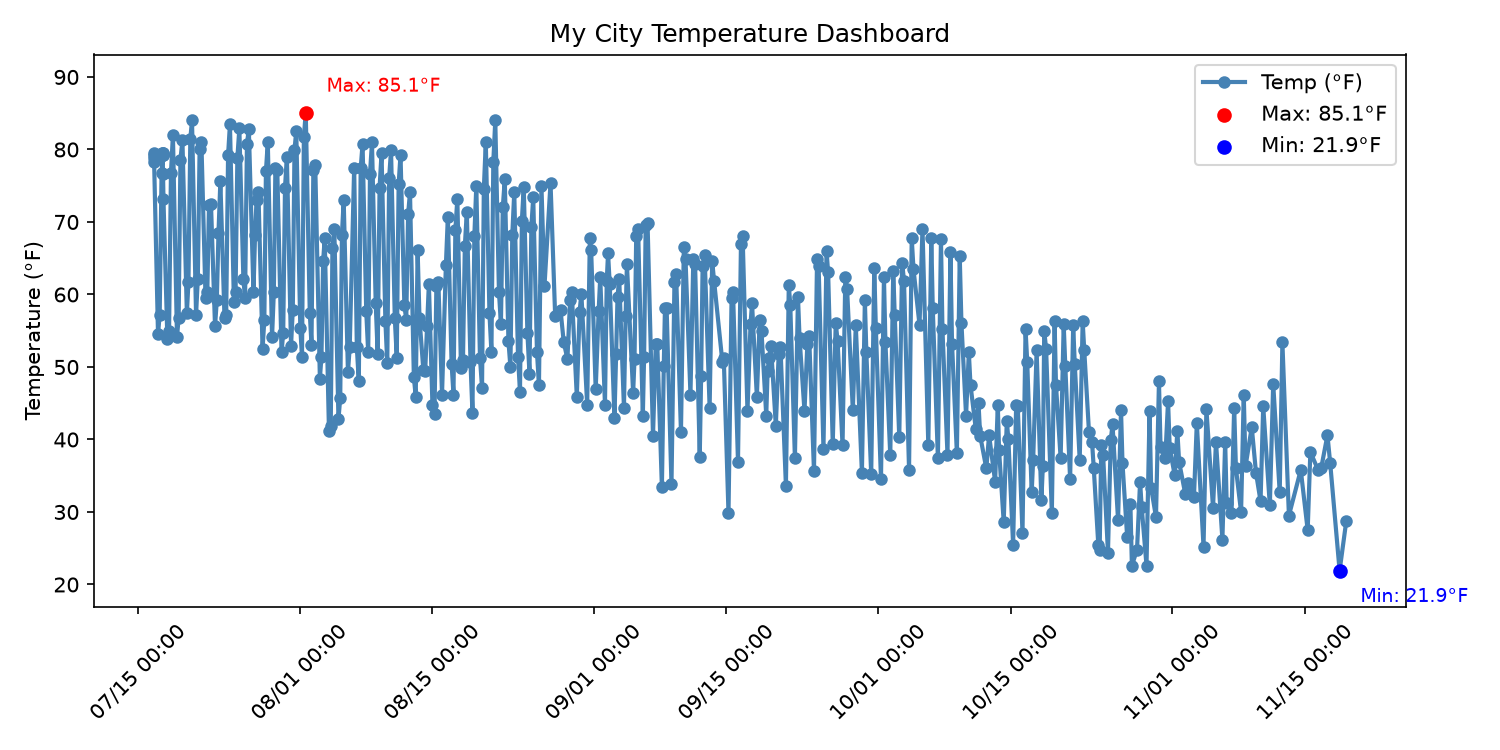 My City Temperature Dashboard
Temperature (°F)
90
80
70
60
50
40
30
20
Max: 85.1°F
Temp (°F)
Max: 85.1°F
Min: 21.9°F
Min: 21.9°F
07/15 00:00
08/01 00:00
08/15 00:00
09/01 00:00
09/15 00:00
10/01 00:00
10/15 00:00
11/01 00:00
11/15 00:00